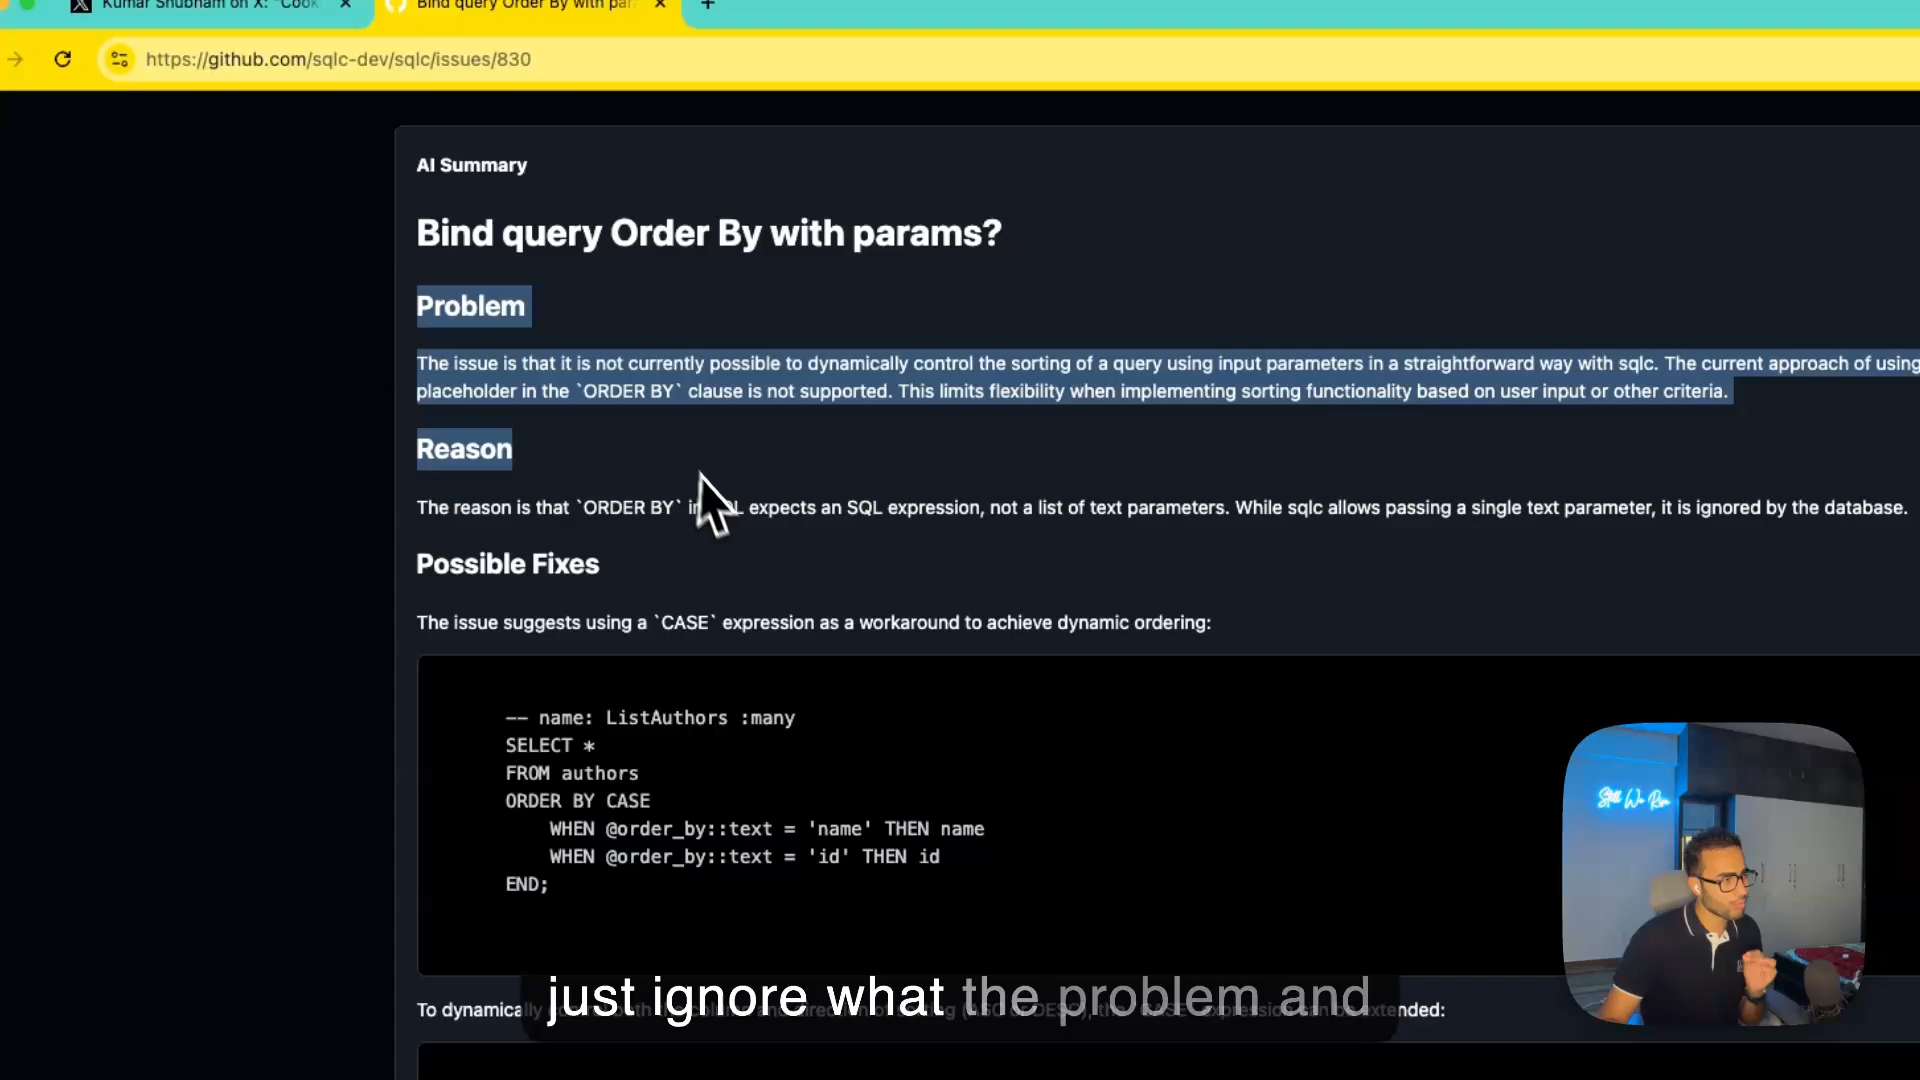 Kumar Shubham on X: "Cook
Bind query Order By with par
https://github.com/sqlc-dev/sqlc/issues/830
AI Summary
Bind query Order By with params?
Problem
The issue is that it is not currently possible to dynamically control the sorting of a query using input parameters in a straightforward way with sqlc. The current approach of using
placeholder in the `ORDER BY` clause is not supported. This limits flexibility when implementing sorting functionality based on user input or other criteria.
Reason
The reason is that `ORDER BY` in expects an SQL expression, not a list of text parameters. While sqlc allows passing a single text parameter, it is ignored by the database.
Possible Fixes
The issue suggests using a `CASE` expression as a workaround to achieve dynamic ordering:
-- name: ListAuthors :many
SELECT *
FROM authors
ORDER BY CASE
WHEN @order_by::text = 'name' THEN name
WHEN @order_by::text = 'id' THEN id
END;
Still We Rise
just ignore what the problem and
To dynamically